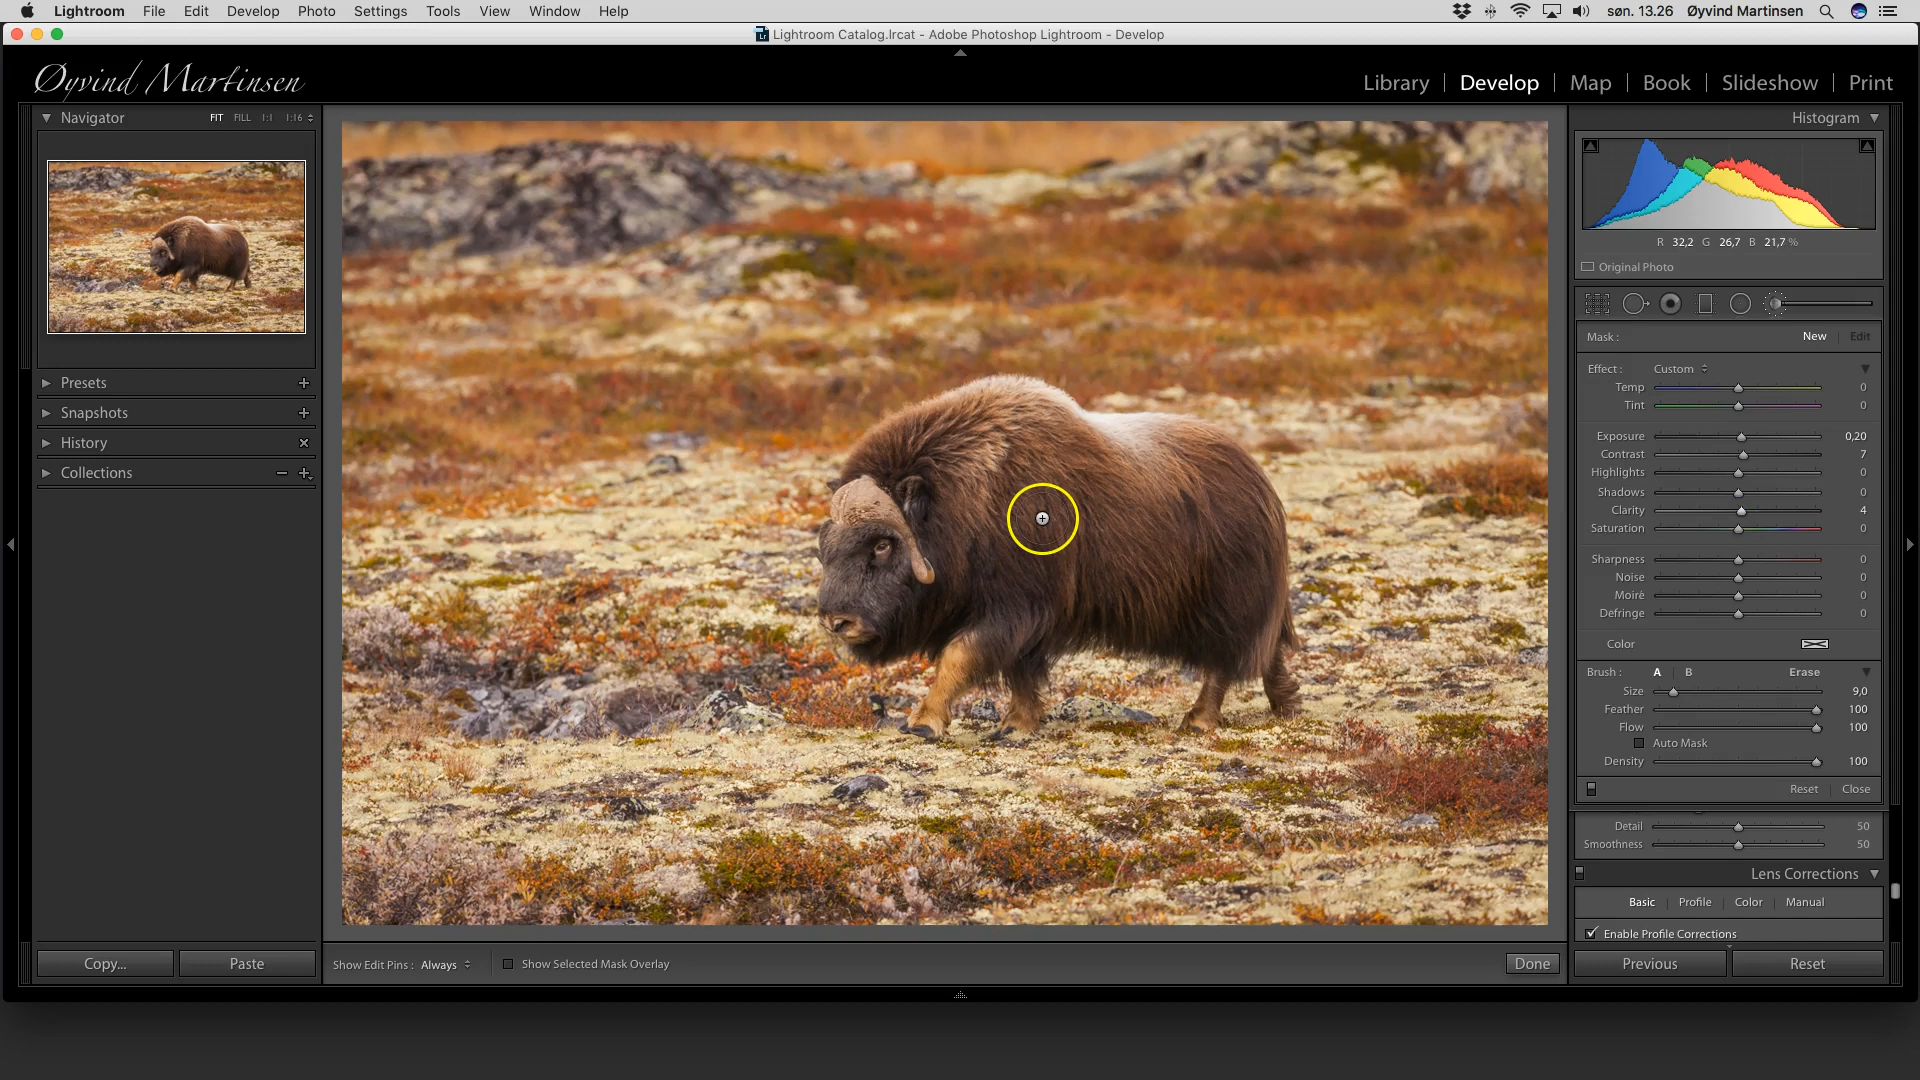 Lightroom File Edit Develop Photo Settings Tools View Window Help
søn. 13.26 Øyvind Martinsen
Lightroom Catalog.lrcat - Adobe Photoshop Lightroom - Develop
Øyvind Martinsen
Library Develop Map Book Slideshow Print
Navigator FIT FILL 1:1 1:16
Presets
Snapshots
History
Collections
Copy... Paste
Show Edit Pins : Always Show Selected Mask Overlay Done
Histogram
R 32,2 G 26,7 B 21,7 %
Original Photo
Mask : New Edit
Effect : Custom
Temp 0
Tint 0
Exposure 0,20
Contrast 7
Highlights 0
Shadows 0
Clarity 4
Saturation 0
Sharpness 0
Noise 0
Moiré 0
Defringe 0
Color
Brush : A B Erase
Size 9,0
Feather 100
Flow 100
Auto Mask
Density 100
Reset Close
Detail 50
Smoothness 50
Lens Corrections
Basic Profile Color Manual
Enable Profile Corrections
Previous Reset